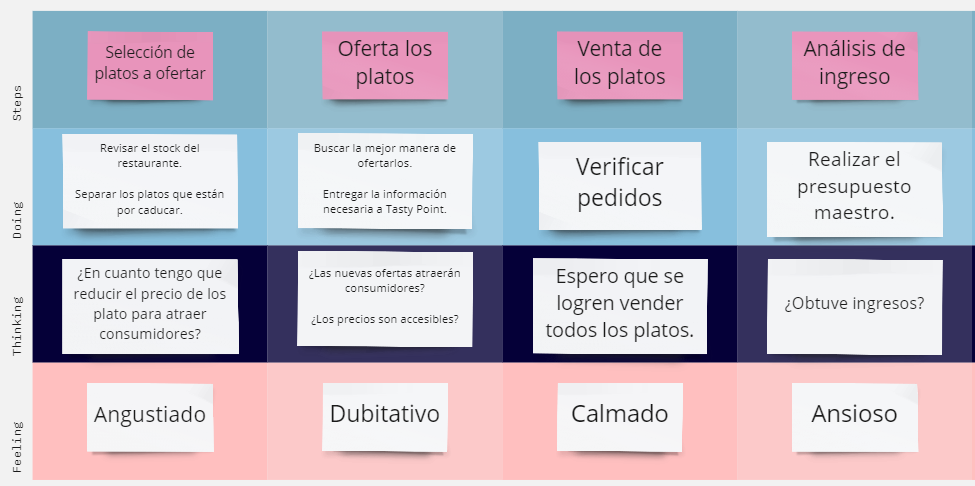 Steps
Selección de
platos a ofertar
Oferta los
platos
Venta de
los platos
Análisis de
ingreso
Doing
Revisar el stock del
restaurante.
Separar los platos que están
por caducar.
Buscar la mejor manera de
ofertarlos.
Entregar la información
necesaria a Tasty Point.
Verificar
pedidos
Realizar el
presupuesto
maestro.
Thinking
¿En cuanto tengo que
reducir el precio de los
plato para atraer
consumidores?
¿Las nuevas ofertas atraerán
consumidores?
¿Los precios son accesibles?
Espero que se
logren vender
todos los platos.
¿Obtuve ingresos?
Feeling
Angustiado
Dubitativo
Calmado
Ansioso